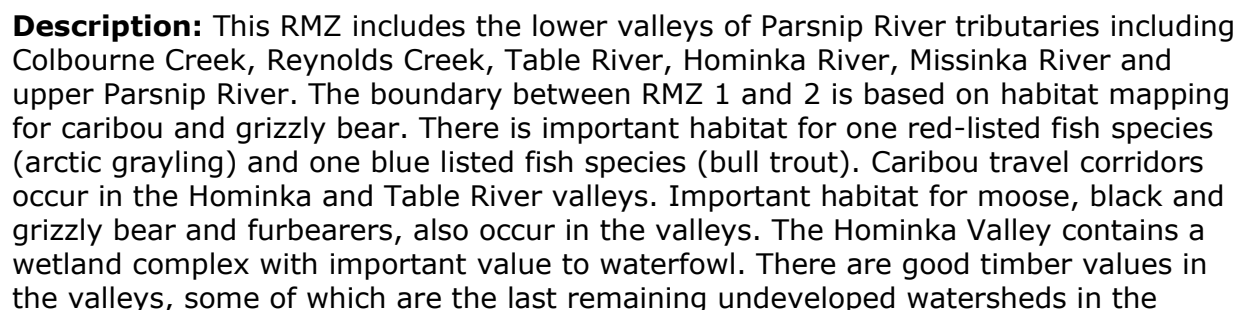 Description: This RMZ includes the lower valleys of Parsnip River tributaries including
Colbourne Creek, Reynolds Creek, Table River, Hominka River, Missinka River and
upper Parsnip River. The boundary between RMZ 1 and 2 is based on habitat mapping
for caribou and grizzly bear. There is important habitat for one red-listed fish species
(arctic grayling) and one blue listed fish species (bull trout). Caribou travel corridors
occur in the Hominka and Table River valleys. Important habitat for moose, black and
grizzly bear and furbearers, also occur in the valleys. The Hominka Valley contains a
wetland complex with important value to waterfowl. There are good timber values in
the valleys, some of which are the last remaining undeveloped watersheds in the